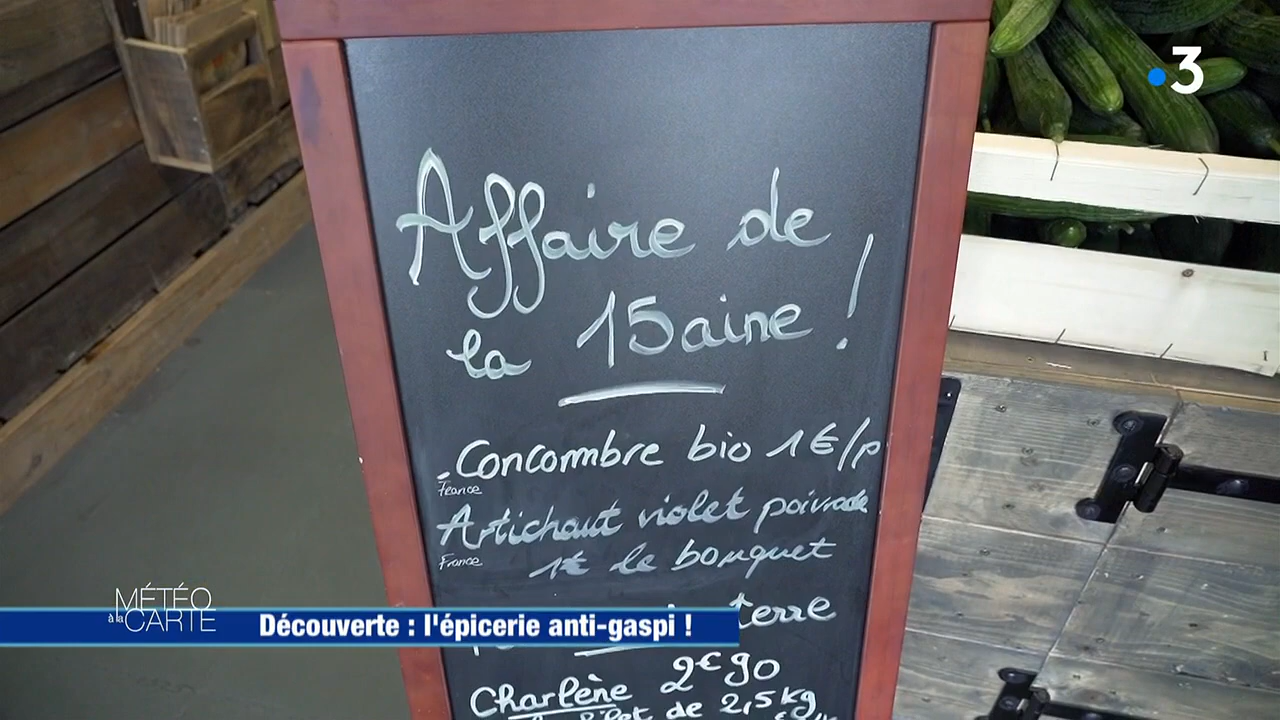 3
Affaire de
la 15aine !
-Concombre bio 1€/p
France
Artichaut violet poivrade
France 1€ le bouquet
terre
Charlène 2€90
filet de 2,5kg
MÉTÉO
à la CARTE
Découverte : l'épicerie anti-gaspi !